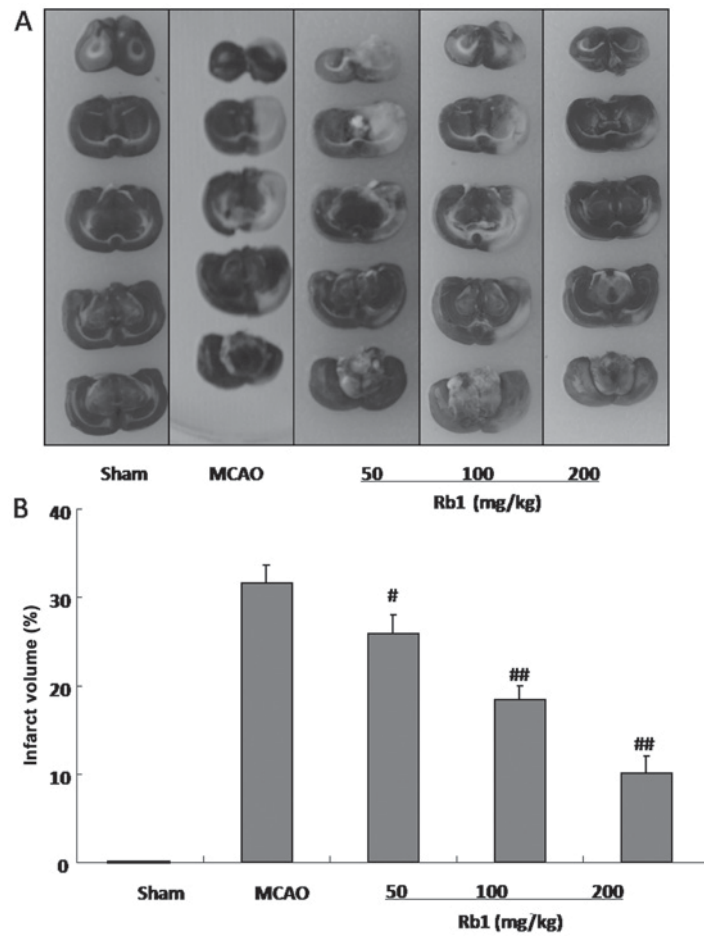 A
Sham MCAO 50 100 200
Rb1 (mg/kg)
B
Infarct volume (%)
40
30
20
10
0
#
##
##
Sham MCAO 50 100 200
Rb1 (mg/kg)